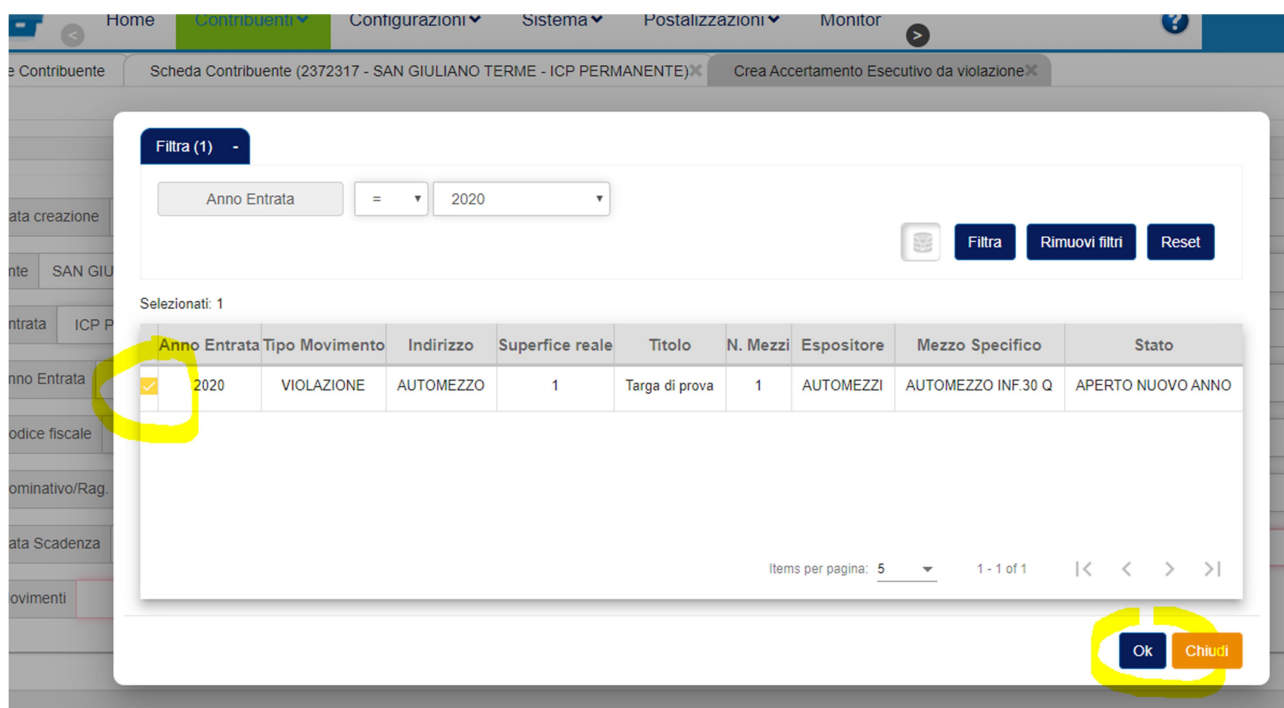 Home Contribuenti Configurazioni Sistema Postalizzazioni Monitor ?
e Contribuente Scheda Contribuente (2372317 - SAN GIULIANO TERME - ICP PERMANENTE) Crea Accertamento Esecutivo da violazione
Filtra (1) -
Anno Entrata = 2020
ata creazione
Filtra Rimuovi filtri Reset
nte SAN GIU
Selezionati: 1
ntrata ICP P
Anno Entrata Tipo Movimento Indirizzo Superfice reale Titolo N. Mezzi Espositore Mezzo Specifico Stato
nno Entrata
2020 VIOLAZIONE AUTOMEZZO 1 Targa di prova 1 AUTOMEZZI AUTOMEZZO INF.30 Q APERTO NUOVO ANNO
odice fiscale
ominativo/Rag.
ata Scadenza
Items per pagina: 5 1 - 1 of 1
ovimenti
Ok Chiudi